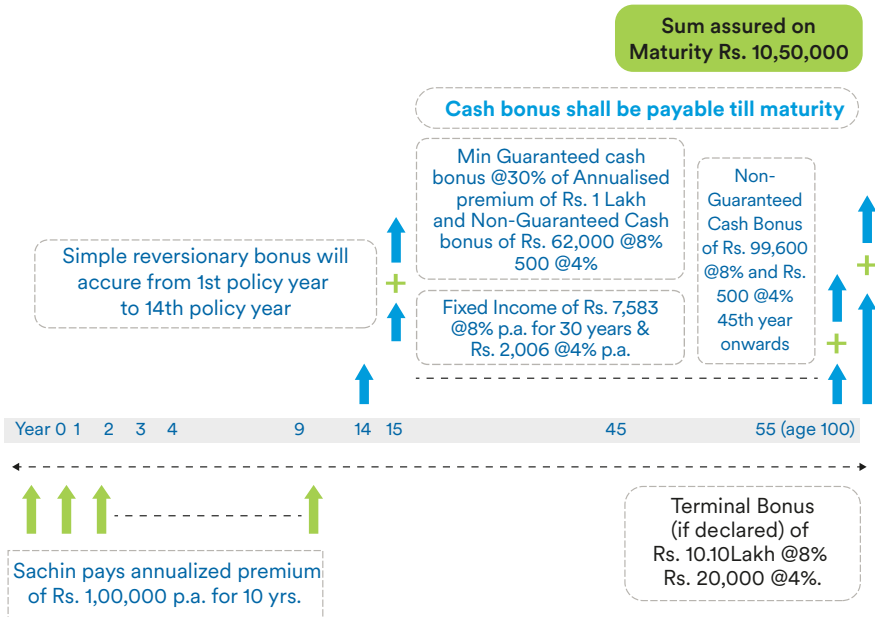 Sum assured on
Maturity Rs. 10,50,000
Cash bonus shall be payable till maturity
Min Guaranteed cash
bonus @30% of Annualised
premium of Rs. 1 Lakh
and Non-Guaranteed Cash
bonus of Rs. 62,000 @8%
500 @4%
Non-
Guaranteed
Cash Bonus
of Rs. 99,600
@8% and Rs.
500 @4%
45th year
onwards
Simple reversionary bonus will
accure from 1st policy year
to 14th policy year
Fixed Income of Rs. 7,583
@8% p.a. for 30 years &
Rs. 2,006 @4% p.a.
Year 0 1 2 3 4 9 14 15 45 55 (age 100)
Sachin pays annualized premium
of Rs. 1,00,000 p.a. for 10 yrs.
Terminal Bonus
(if declared) of
Rs. 10.10Lakh @8%
Rs. 20,000 @4%.